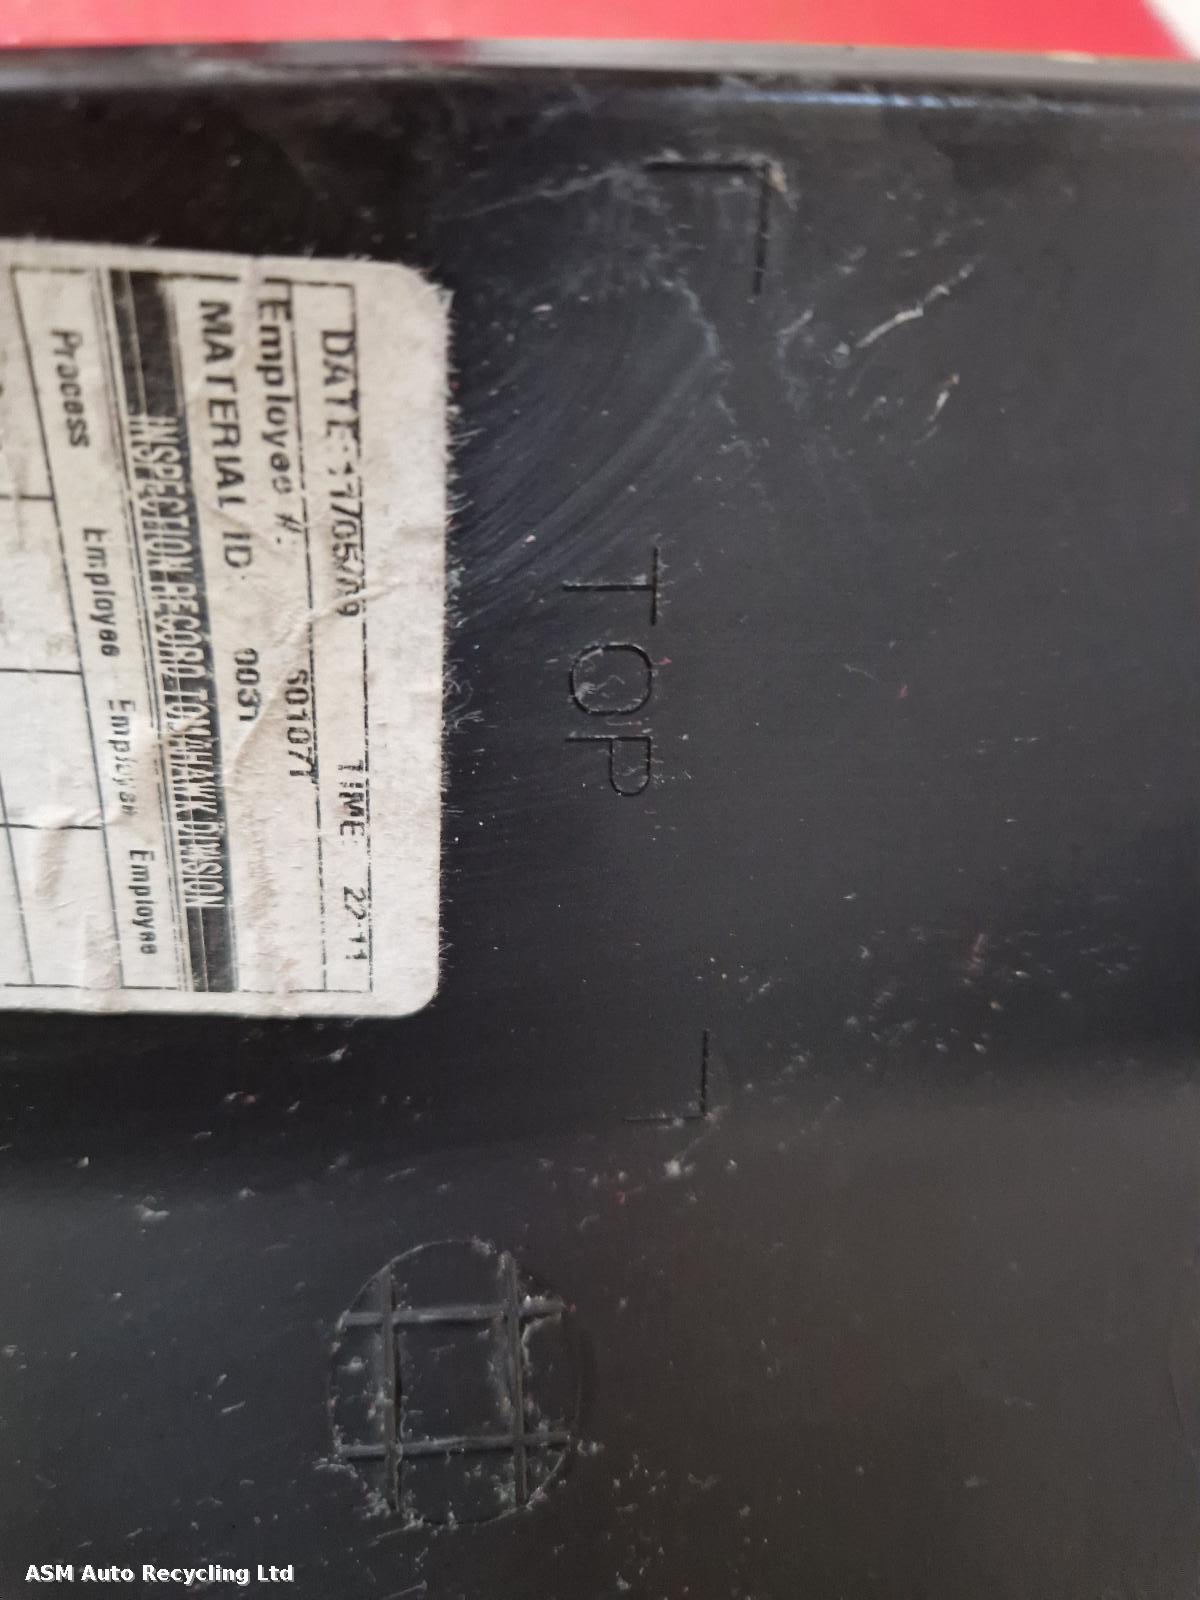 DATE: 17/05/09 TIME: 22:11
Employee #: S01071
MATERIAL ID: 0031
INSPECTION RECORD TOMAHAWK DIVISION
Process Employee Employee Employee
TOP
ASM Auto Recycling Ltd